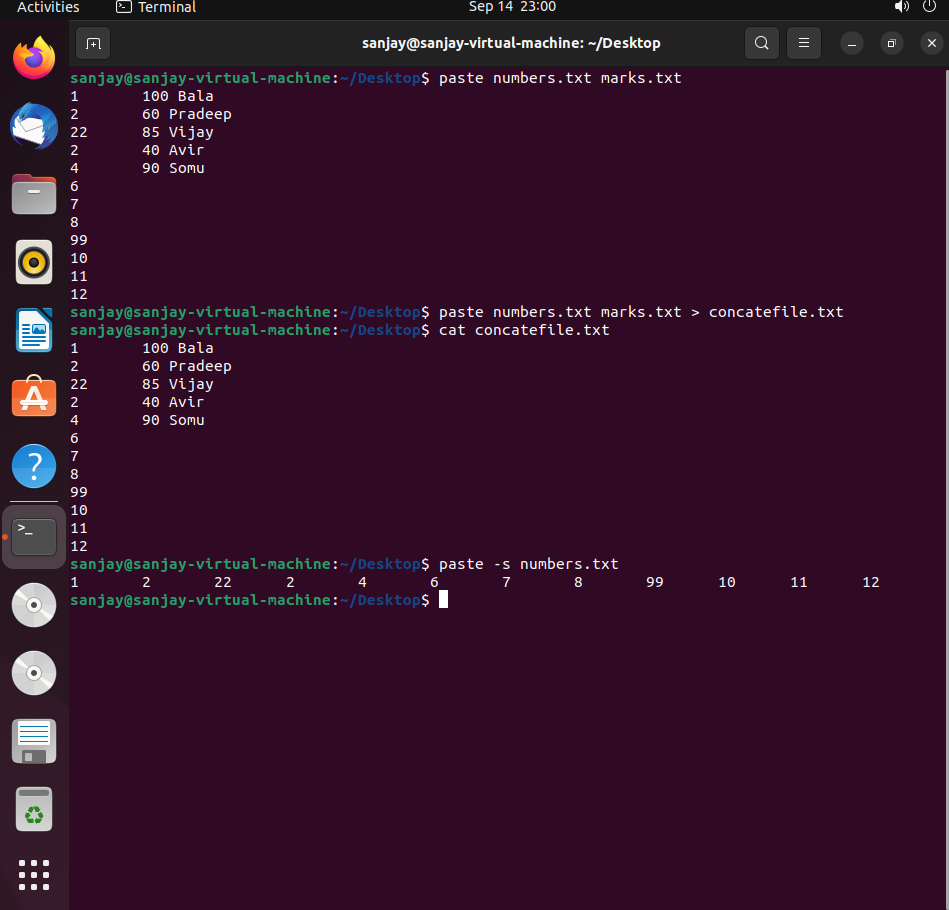 Activities Terminal Sep 14 23:00
sanjay@sanjay-virtual-machine: ~/Desktop
sanjay@sanjay-virtual-machine:~/Desktop$ paste numbers.txt marks.txt
1 100 Bala
2 60 Pradeep
22 85 Vijay
2 40 Avir
4 90 Somu
6
7
8
99
10
11
12
sanjay@sanjay-virtual-machine:~/Desktop$ paste numbers.txt marks.txt > concatefile.txt
sanjay@sanjay-virtual-machine:~/Desktop$ cat concatefile.txt
1 100 Bala
2 60 Pradeep
22 85 Vijay
2 40 Avir
4 90 Somu
6
7
8
99
10
11
12
sanjay@sanjay-virtual-machine:~/Desktop$ paste -s numbers.txt
1 2 22 2 4 6 7 8 99 10 11 12
sanjay@sanjay-virtual-machine:~/Desktop$